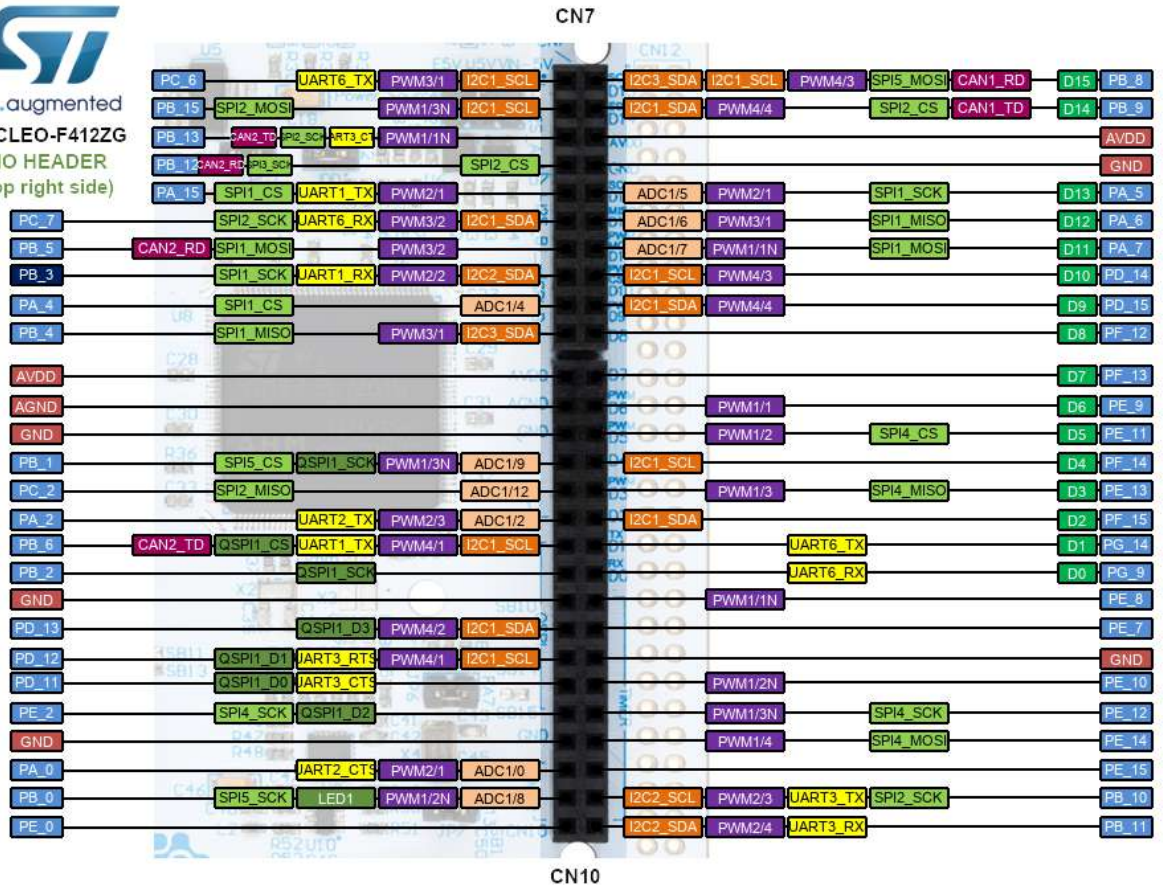 CN7
ST
.augmented
CLEO-F412ZG
IO HEADER
op right side)
PC_6 UART6_TX PWM3/1 I2C1_SCL I2C3_SDA I2C1_SCL PWM4/3 SPI5_MOSI CAN1_RD D15 PB_8
PB_15 SPI2_MOSI PWM1/3N I2C1_SCL I2C1_SDA PWM4/4 SPI2_CS CAN1_TD D14 PB_9
PB_13 CAN2_TD SPI2_SCK ART3_CT PWM1/1N AVDD
PB_12 CAN2_RD SPI3_SCK SPI2_CS GND
PA_15 SPI1_CS UART1_TX PWM2/1 ADC1/5 PWM2/1 SPI1_SCK D13 PA_5
PC_7 SPI2_SCK UART6_RX PWM3/2 I2C1_SDA ADC1/6 PWM3/1 SPI1_MISO D12 PA_6
PB_5 CAN2_RD SPI1_MOSI PWM3/2 ADC1/7 PWM1/1N SPI1_MOSI D11 PA_7
PB_3 SPI1_SCK UART1_RX PWM2/2 I2C2_SDA I2C1_SCL PWM4/3 D10 PD_14
PA_4 SPI1_CS ADC1/4 I2C1_SDA PWM4/4 D9 PD_15
PB_4 SPI1_MISO PWM3/1 I2C3_SDA D8 PF_12
AVDD D7 PF_13
AGND PWM1/1 D6 PE_9
GND PWM1/2 SPI4_CS D5 PE_11
PB_1 SPI5_CS QSPI1_SCK PWM1/3N ADC1/9 I2C1_SCL D4 PF_14
PC_2 SPI2_MISO ADC1/12 PWM1/3 SPI4_MISO D3 PE_13
PA_2 UART2_TX PWM2/3 ADC1/2 I2C1_SDA D2 PF_15
PB_6 CAN2_TD QSPI1_CS UART1_TX PWM4/1 I2C1_SCL UART6_TX D1 PG_14
PB_2 QSPI1_SCK UART6_RX D0 PG_9
GND PWM1/1N PE_8
PD_13 QSPI1_D3 PWM4/2 I2C1_SDA PE_7
PD_12 QSPI1_D1 UART3_RTS PWM4/1 I2C1_SCL GND
PD_11 QSPI1_D0 UART3_CTS PWM1/2N PE_10
PE_2 SPI4_SCK QSPI1_D2 PWM1/3N SPI4_SCK PE_12
GND PWM1/4 SPI4_MOSI PE_14
PA_0 UART2_CTS PWM2/1 ADC1/0 PE_15
PB_0 SPI5_SCK LED1 PWM1/2N ADC1/8 I2C2_SCL PWM2/3 UART3_TX SPI2_SCK PB_10
PE_0 I2C2_SDA PWM2/4 UART3_RX PB_11
CN10